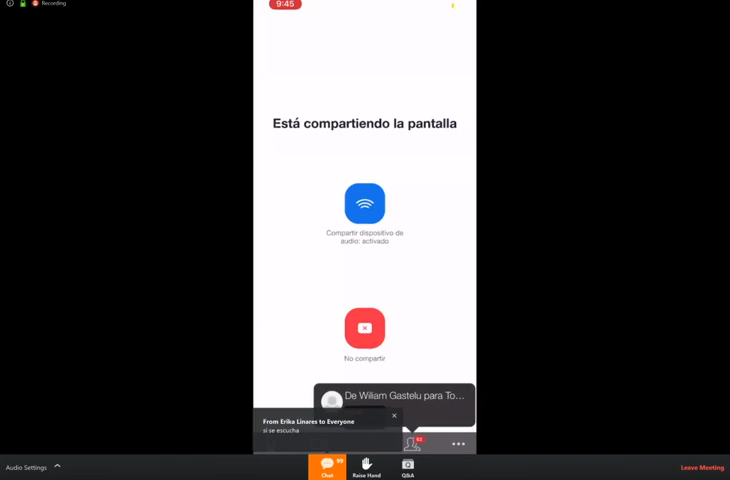 Recording
9:45
Está compartiendo la pantalla
Compartir dispositivo de
audio: activado
No compartir
De Wiliam Gastelu para To...
From Erika Linares to Everyone
si se escucha
63
Audio Settings
99
Chat
Raise Hand
Q&A
Leave Meeting